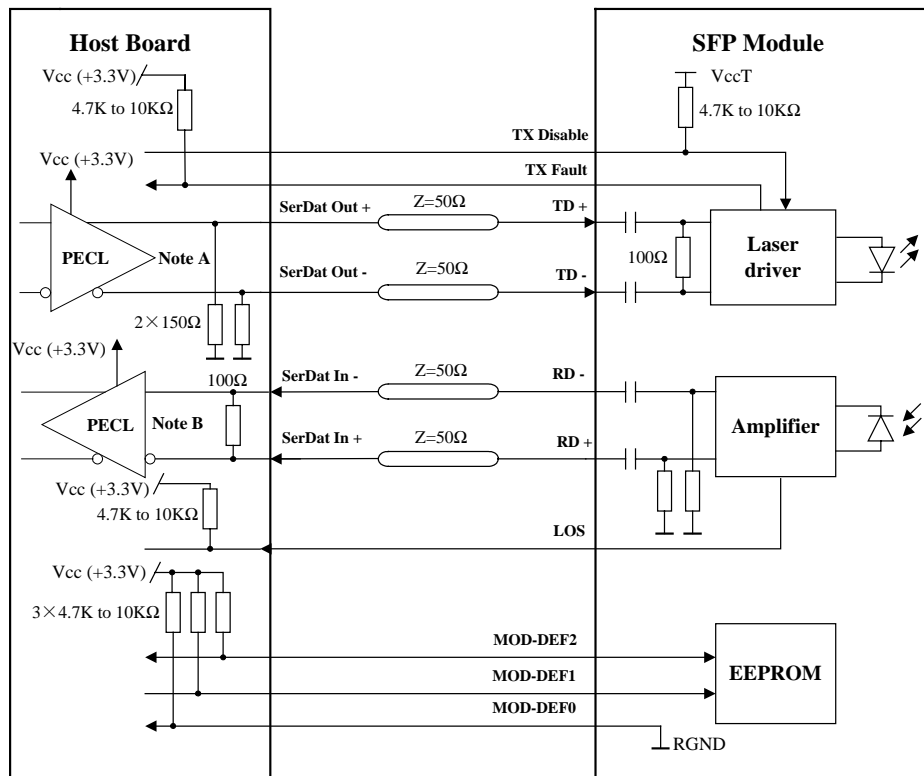 Host Board
SFP Module
Vcc (+3.3V)
4.7K to 10KΩ
VccT
4.7K to 10KΩ
TX Disable
TX Fault
Vcc (+3.3V)
PECL
Note A
SerDat Out +
Z=50Ω
TD +
SerDat Out -
Z=50Ω
TD -
100Ω
Laser
driver
2×150Ω
Vcc (+3.3V)
100Ω
SerDat In -
Z=50Ω
RD -
PECL
Note B
SerDat In +
Z=50Ω
RD +
Amplifier
Vcc (+3.3V)
4.7K to 10KΩ
LOS
Vcc (+3.3V)
3×4.7K to 10KΩ
MOD-DEF2
MOD-DEF1
MOD-DEF0
EEPROM
RGND